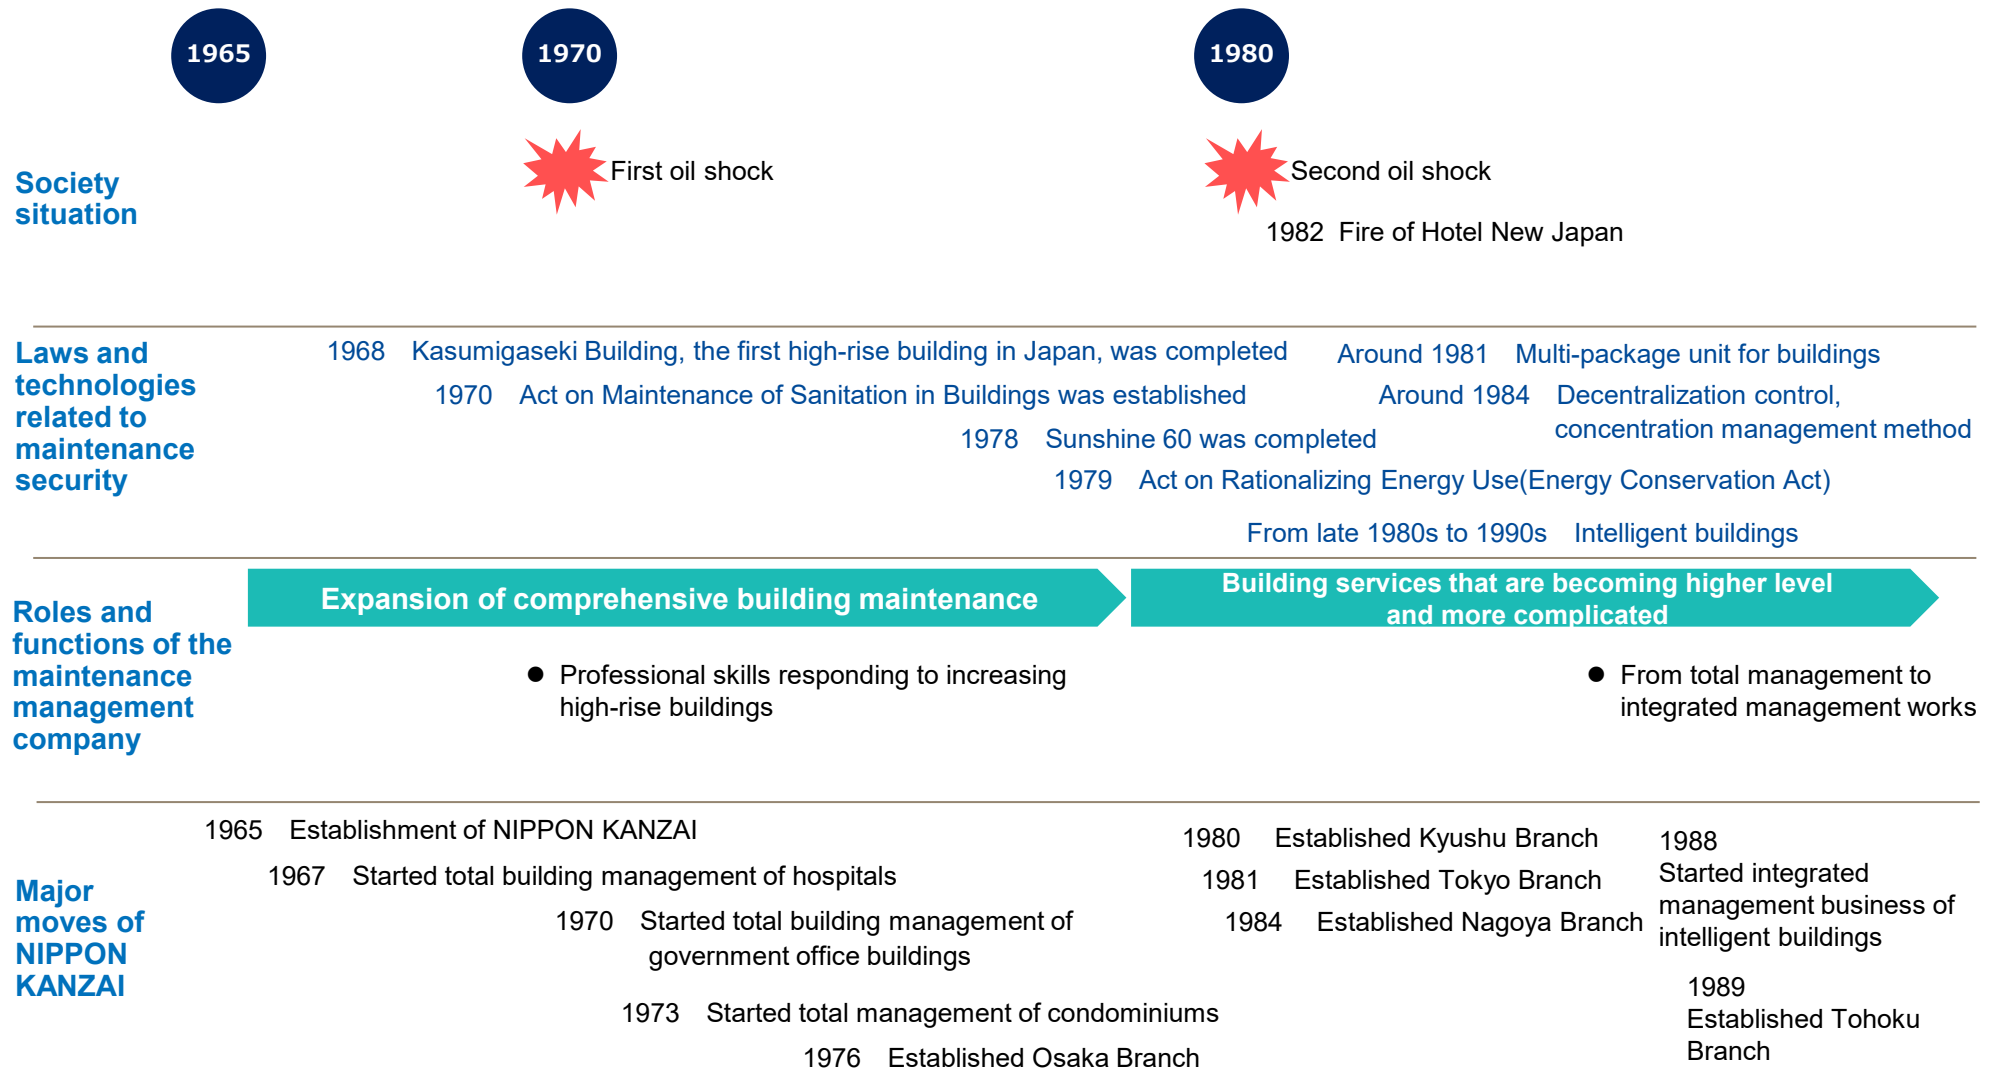 1965
1970
1980
Society
situation
First oil shock
Second oil shock
1982 Fire of Hotel New Japan
Laws and
technologies
related to
maintenance
security
1968 Kasumigaseki Building, the first high-rise building in Japan, was completed
1970 Act on Maintenance of Sanitation in Buildings was established
1978 Sunshine 60 was completed
1979 Act on Rationalizing Energy Use(Energy Conservation Act)
Around 1981 Multi-package unit for buildings
Around 1984 Decentralization control,
concentration management method
From late 1980s to 1990s Intelligent buildings
Roles and
functions of the
maintenance
management
company
Expansion of comprehensive building maintenance
Building services that are becoming higher level
and more complicated
● Professional skills responding to increasing
high-rise buildings
● From total management to
integrated management works
Major
moves of
NIPPON
KANZAI
1965 Establishment of NIPPON KANZAI
1967 Started total building management of hospitals
1970 Started total building management of
government office buildings
1973 Started total management of condominiums
1976 Established Osaka Branch
1980 Established Kyushu Branch
1981 Established Tokyo Branch
1984 Established Nagoya Branch
1988
Started integrated
management business of
intelligent buildings
1989
Established Tohoku
Branch